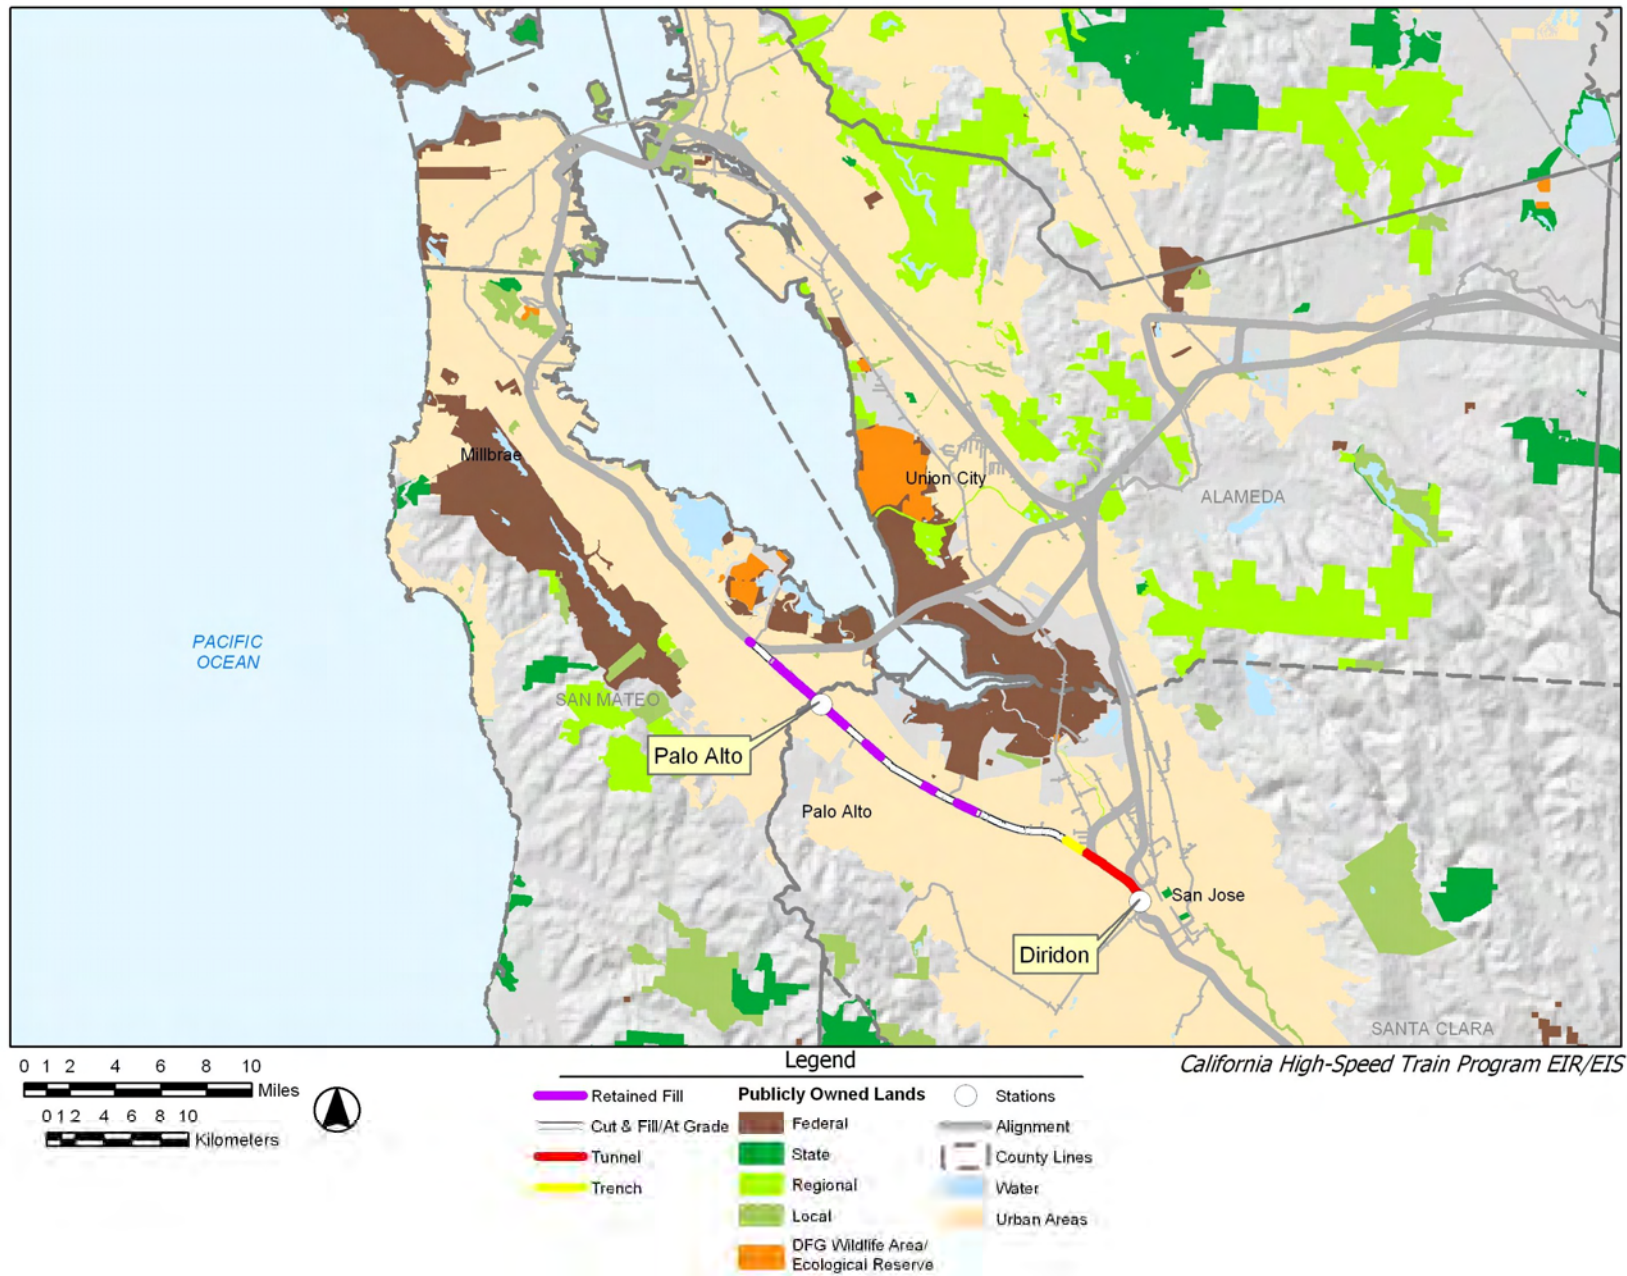 Millbrae
Union City
ALAMEDA
PACIFIC
OCEAN
SAN MATEO
Palo Alto
Palo Alto
San Jose
Diridon
SANTA CLARA
0 1 2 4 6 8 10
Miles
0 1 2 4 6 8 10
Kilometers
California High-Speed Train Program EIR/EIS
Legend
Retained Fill
Cut & Fill/At Grade
Tunnel
Trench
Publicly Owned Lands
Federal
State
Regional
Local
DFG Wildlife Area/
Ecological Reserve
Stations
Alignment
County Lines
Water
Urban Areas